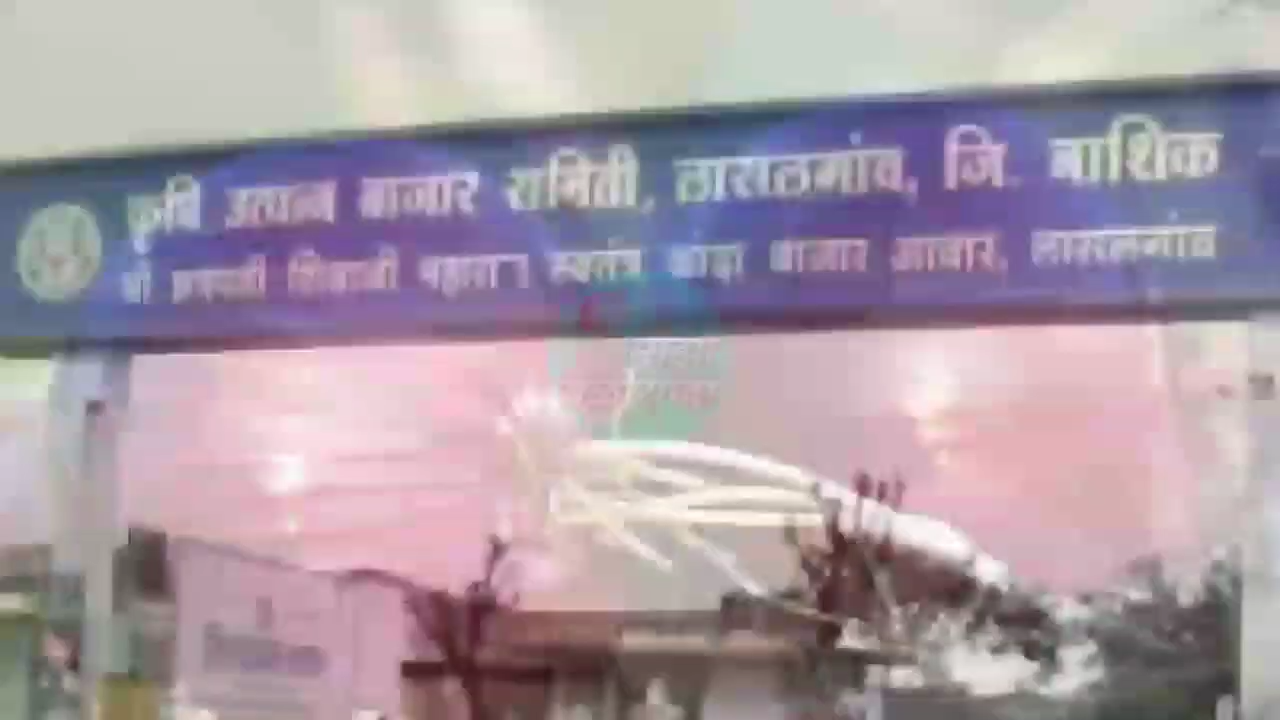 कृषि उत्पन्न बाजार समिती, लासलगांव, जि. नाशिक
श्री छत्रपती शिवाजी महाराज स्वतंत्र कांदा बाजार आवार, लासलगांव